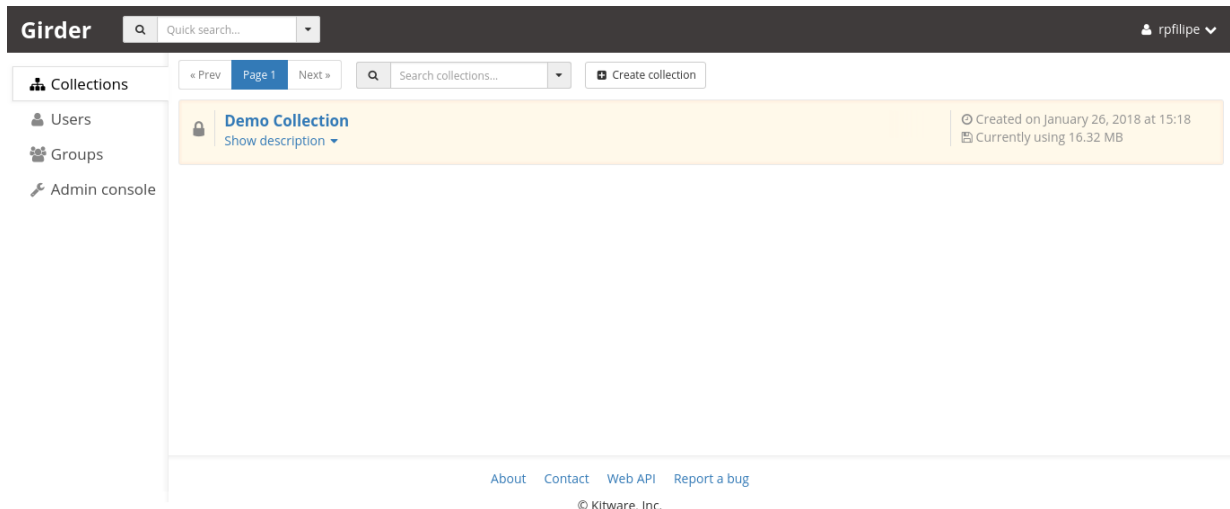 Girder
Quick search...
rpfilipe
Collections
Users
Groups
Admin console
« Prev
Page 1
Next »
Search collections...
Create collection
Demo Collection
Show description
Created on January 26, 2018 at 15:18
Currently using 16.32 MB
About
Contact
Web API
Report a bug
© Kitware, Inc.